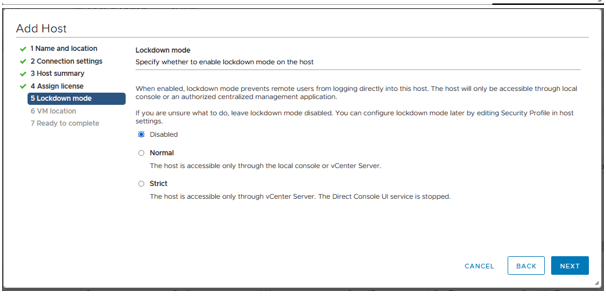 Add Host
1 Name and location
2 Connection settings
3 Host summary
4 Assign license
5 Lockdown mode
6 VM location
7 Ready to complete
Lockdown mode
Specify whether to enable lockdown mode on the host
When enabled, lockdown mode prevents remote users from logging directly into this host. The host will only be accessible through local
console or an authorized centralized management application.
If you are unsure what to do, leave lockdown mode disabled. You can configure lockdown mode later by editing Security Profile in host
settings.
Disabled
Normal
The host is accessible only through the local console or vCenter Server.
Strict
The host is accessible only through vCenter Server. The Direct Console UI service is stopped.
CANCEL
BACK
NEXT